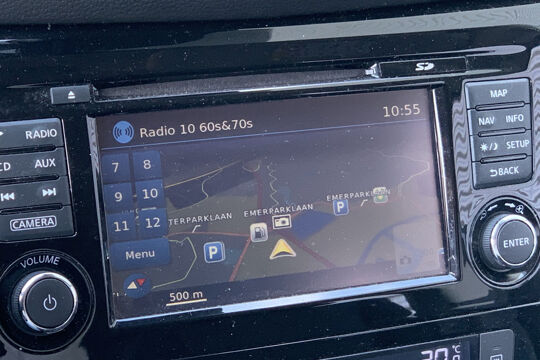 SD
MAP
NAV INFO
SETUP
BACK
RADIO
CD AUX
CAMERA
VOLUME
ENTER
Radio 10 60s&70s
10:55
7 8
9 10
11 12
Menu
TERPARKLAAN
EMERPARKLAAN
EMERPARKLAAN
P
P
500 m